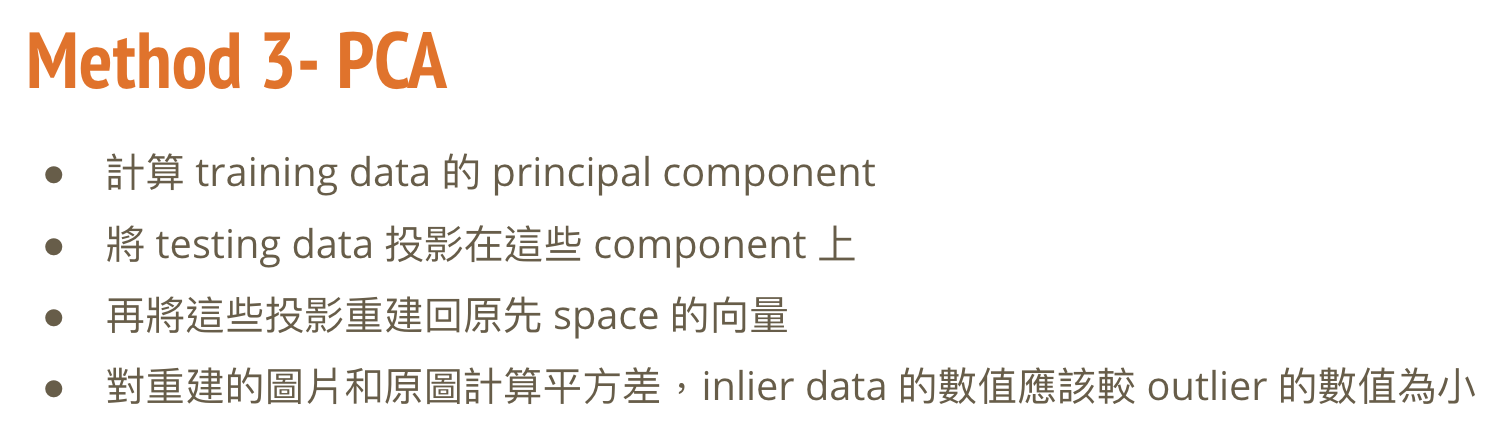 Method 3- PCA
● 計算 training data 的 principal component
● 將 testing data 投影在這些 component 上
● 再將這些投影重建回原先 space 的向量
● 對重建的圖片和原圖計算平方差，inlier data 的數值應該較 outlier 的數值為小